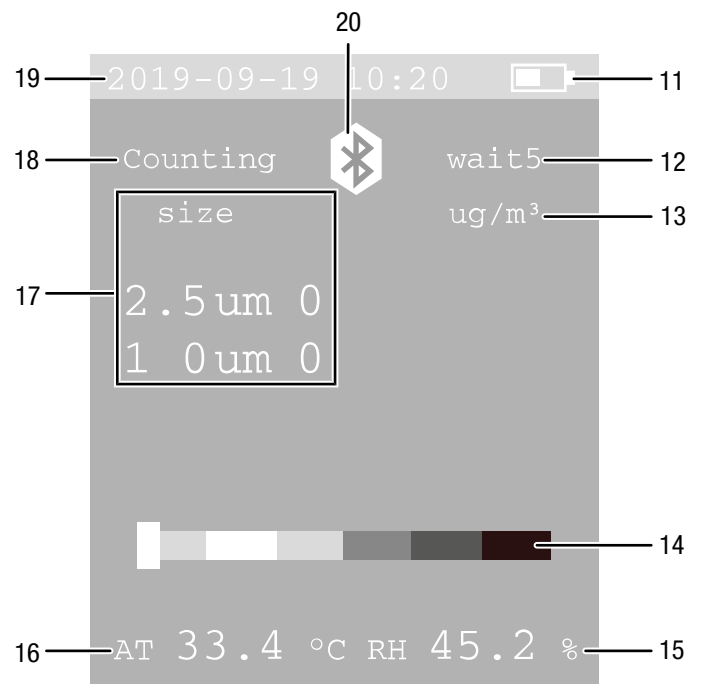 20
19 2019-09-19 10:20 11
18 Counting wait5 12
size ug/m³ 13
17 2.5um 0
1 0um 0
14
16 AT 33.4 °C RH 45.2 % 15